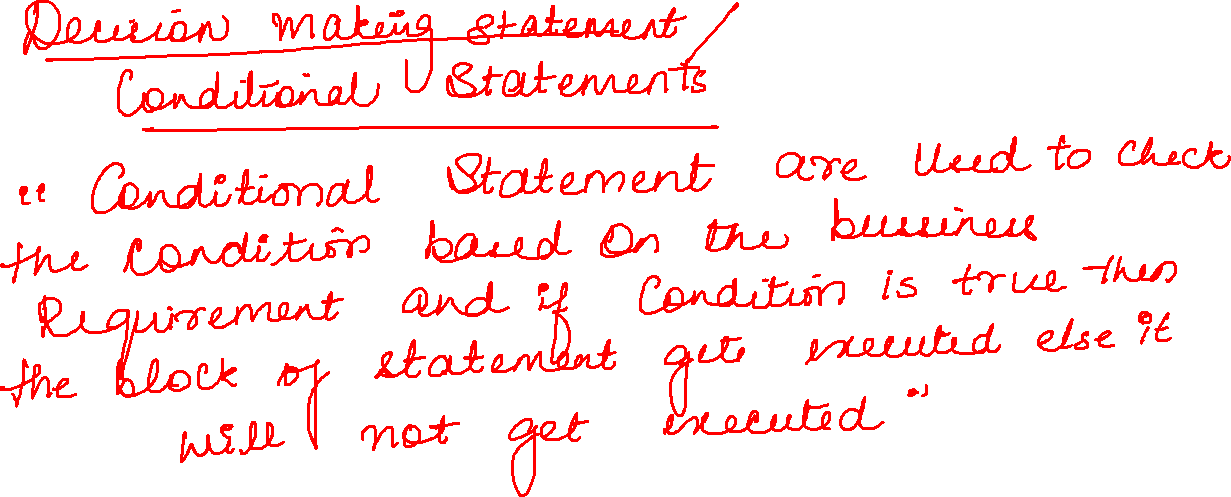 Decision Making Statement /
Conditional Statements
" Conditional Statement are Used to check
the condition based on the bussiness
Requirement and if Condition is true then
the block of statement gets executed else it
will not get executed "